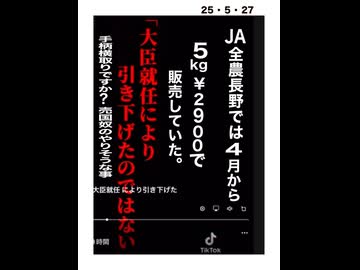 25・5・27
JA全農長野では4月から
5kg¥2900で
販売していた。
「大臣就任により
引き下げたのではない
手柄横取りですか？売国奴のやりそうな事
大臣就任により引き下げた
時間
TikTok